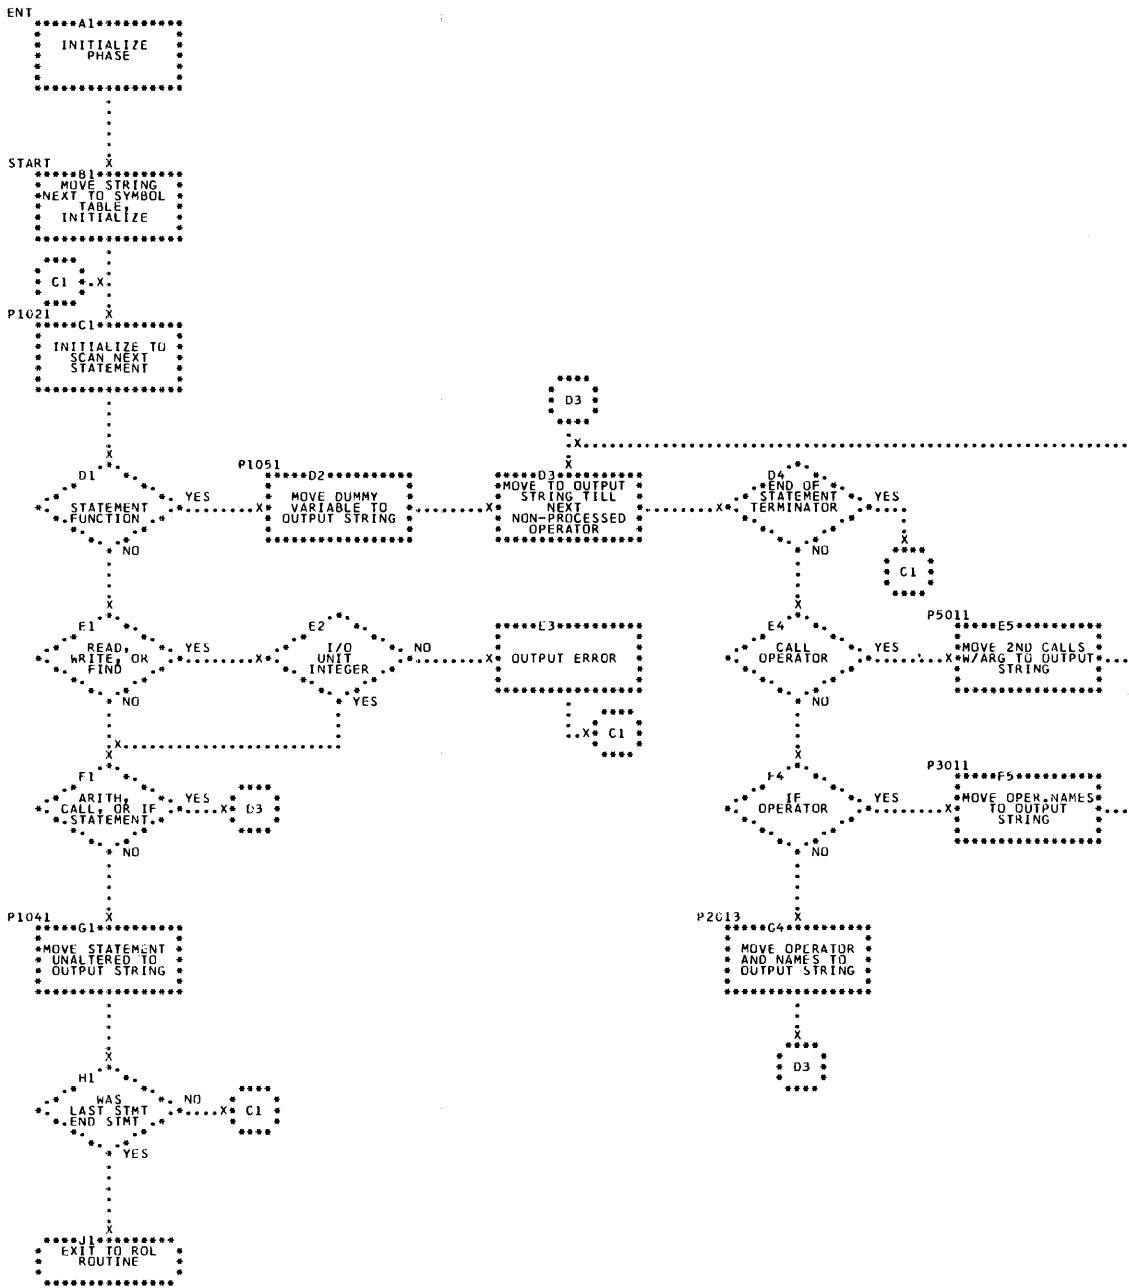 ENT
A1
INITIALIZE
PHASE
START
B1
MOVE STRING
NEXT TO SYMBOL
TABLE,
INITIALIZE
C1
X
P1021
C1
INITIALIZE TO
SCAN NEXT
STATEMENT
D3
D1
STATEMENT
FUNCTION
YES
NO
P1051
D2
MOVE DUMMY
VARIABLE TO
OUTPUT STRING
D3
MOVE TO OUTPUT
STRING TILL
NEXT
NON-PROCESSED
OPERATOR
D4
END OF
STATEMENT
TERMINATOR
YES
NO
C1
E1
READ,
WRITE, OR
FIND
YES
NO
E2
I/O
UNIT
INTEGER
NO
YES
E3
OUTPUT ERROR
C1
E4
CALL
OPERATOR
YES
NO
P5011
E5
MOVE 2ND CALLS
W/ARG TO OUTPUT
STRING
F1
ARITH,
CALL, OR IF
STATEMENT
YES
NO
D3
F4
IF
OPERATOR
YES
NO
P3011
F5
MOVE OPER.NAMES
TO OUTPUT
STRING
P1041
G1
MOVE STATEMENT
UNALTERED TO
OUTPUT STRING
P2013
G4
MOVE OPERATOR
AND NAMES TO
OUTPUT STRING
D3
H1
WAS
LAST STMT
END STMT
NO
YES
C1
J1
EXIT TO ROL
ROUTINE